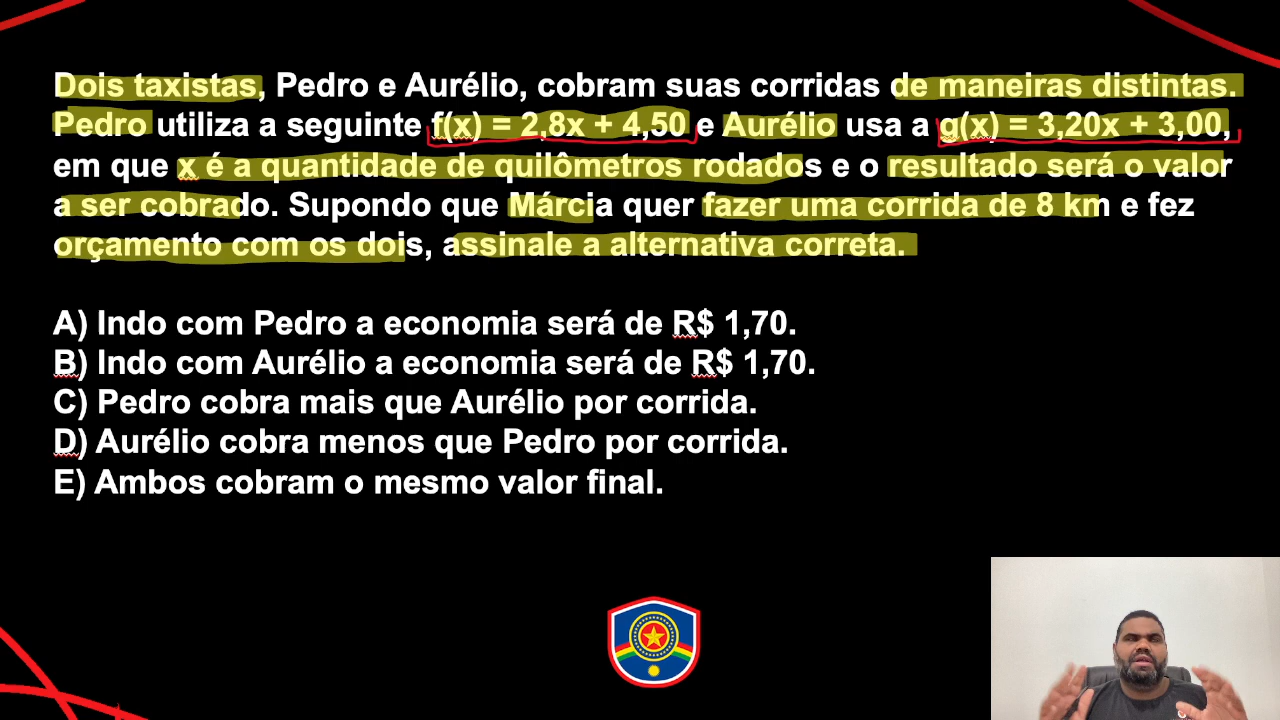 Dois taxistas, Pedro e Aurélio, cobram suas corridas de maneiras distintas.
Pedro utiliza a seguinte f(x) = 2,8x + 4,50 e Aurélio usa a g(x) = 3,20x + 3,00,
em que x é a quantidade de quilômetros rodados e o resultado será o valor
a ser cobrado. Supondo que Márcia quer fazer uma corrida de 8 km e fez
orçamento com os dois, assinale a alternativa correta.
A) Indo com Pedro a economia será de R$ 1,70.
B) Indo com Aurélio a economia será de R$ 1,70.
C) Pedro cobra mais que Aurélio por corrida.
D) Aurélio cobra menos que Pedro por corrida.
E) Ambos cobram o mesmo valor final.